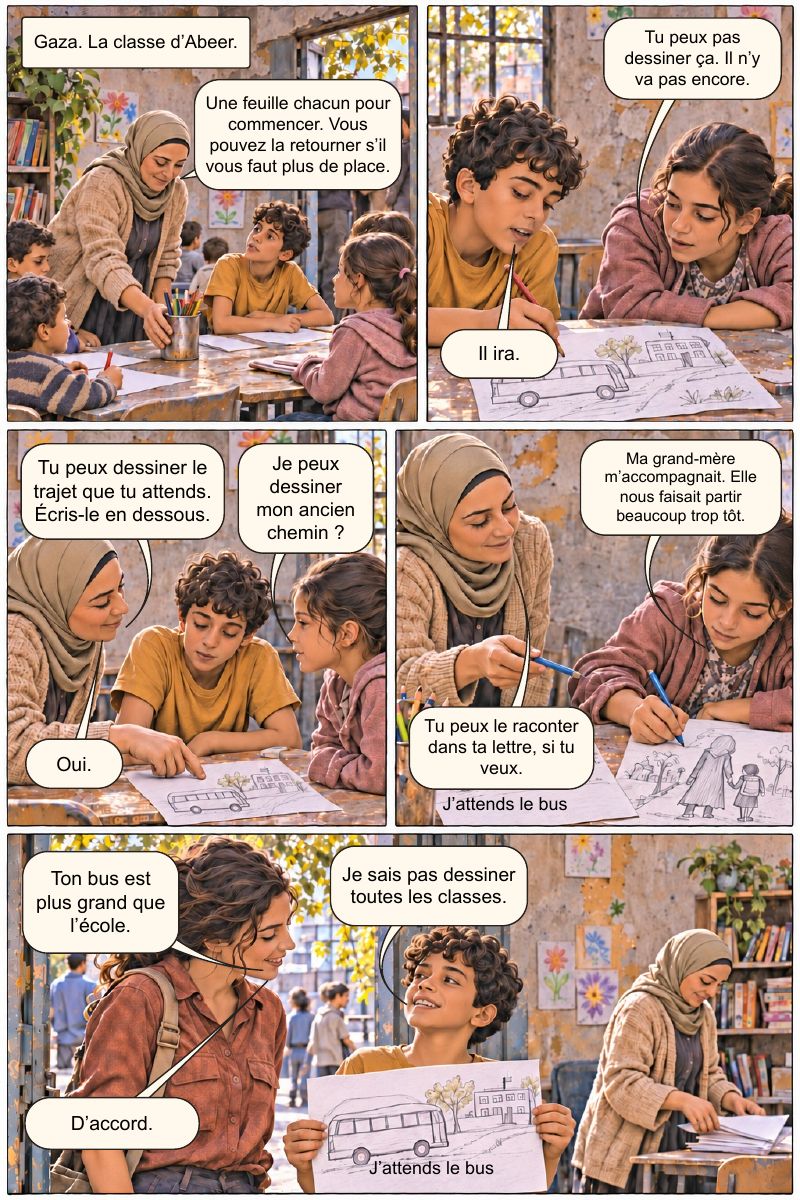 Gaza. La classe d’Abeer.
Une feuille chacun pour
commencer. Vous
pouvez la retourner s’il
vous faut plus de place.
Tu peux pas
dessiner ça. Il n’y
va pas encore.
Il ira.
Tu peux dessiner le
trajet que tu attends.
Écris-le en dessous.
Je peux
dessiner
mon ancien
chemin ?
Oui.
Ma grand-mère
m’accompagnait. Elle
nous faisait partir
beaucoup trop tôt.
Tu peux le raconter
dans ta lettre, si tu
veux.
J’attends le bus
Ton bus est
plus grand que
l’école.
Je sais pas dessiner
toutes les classes.
D’accord.
J’attends le bus